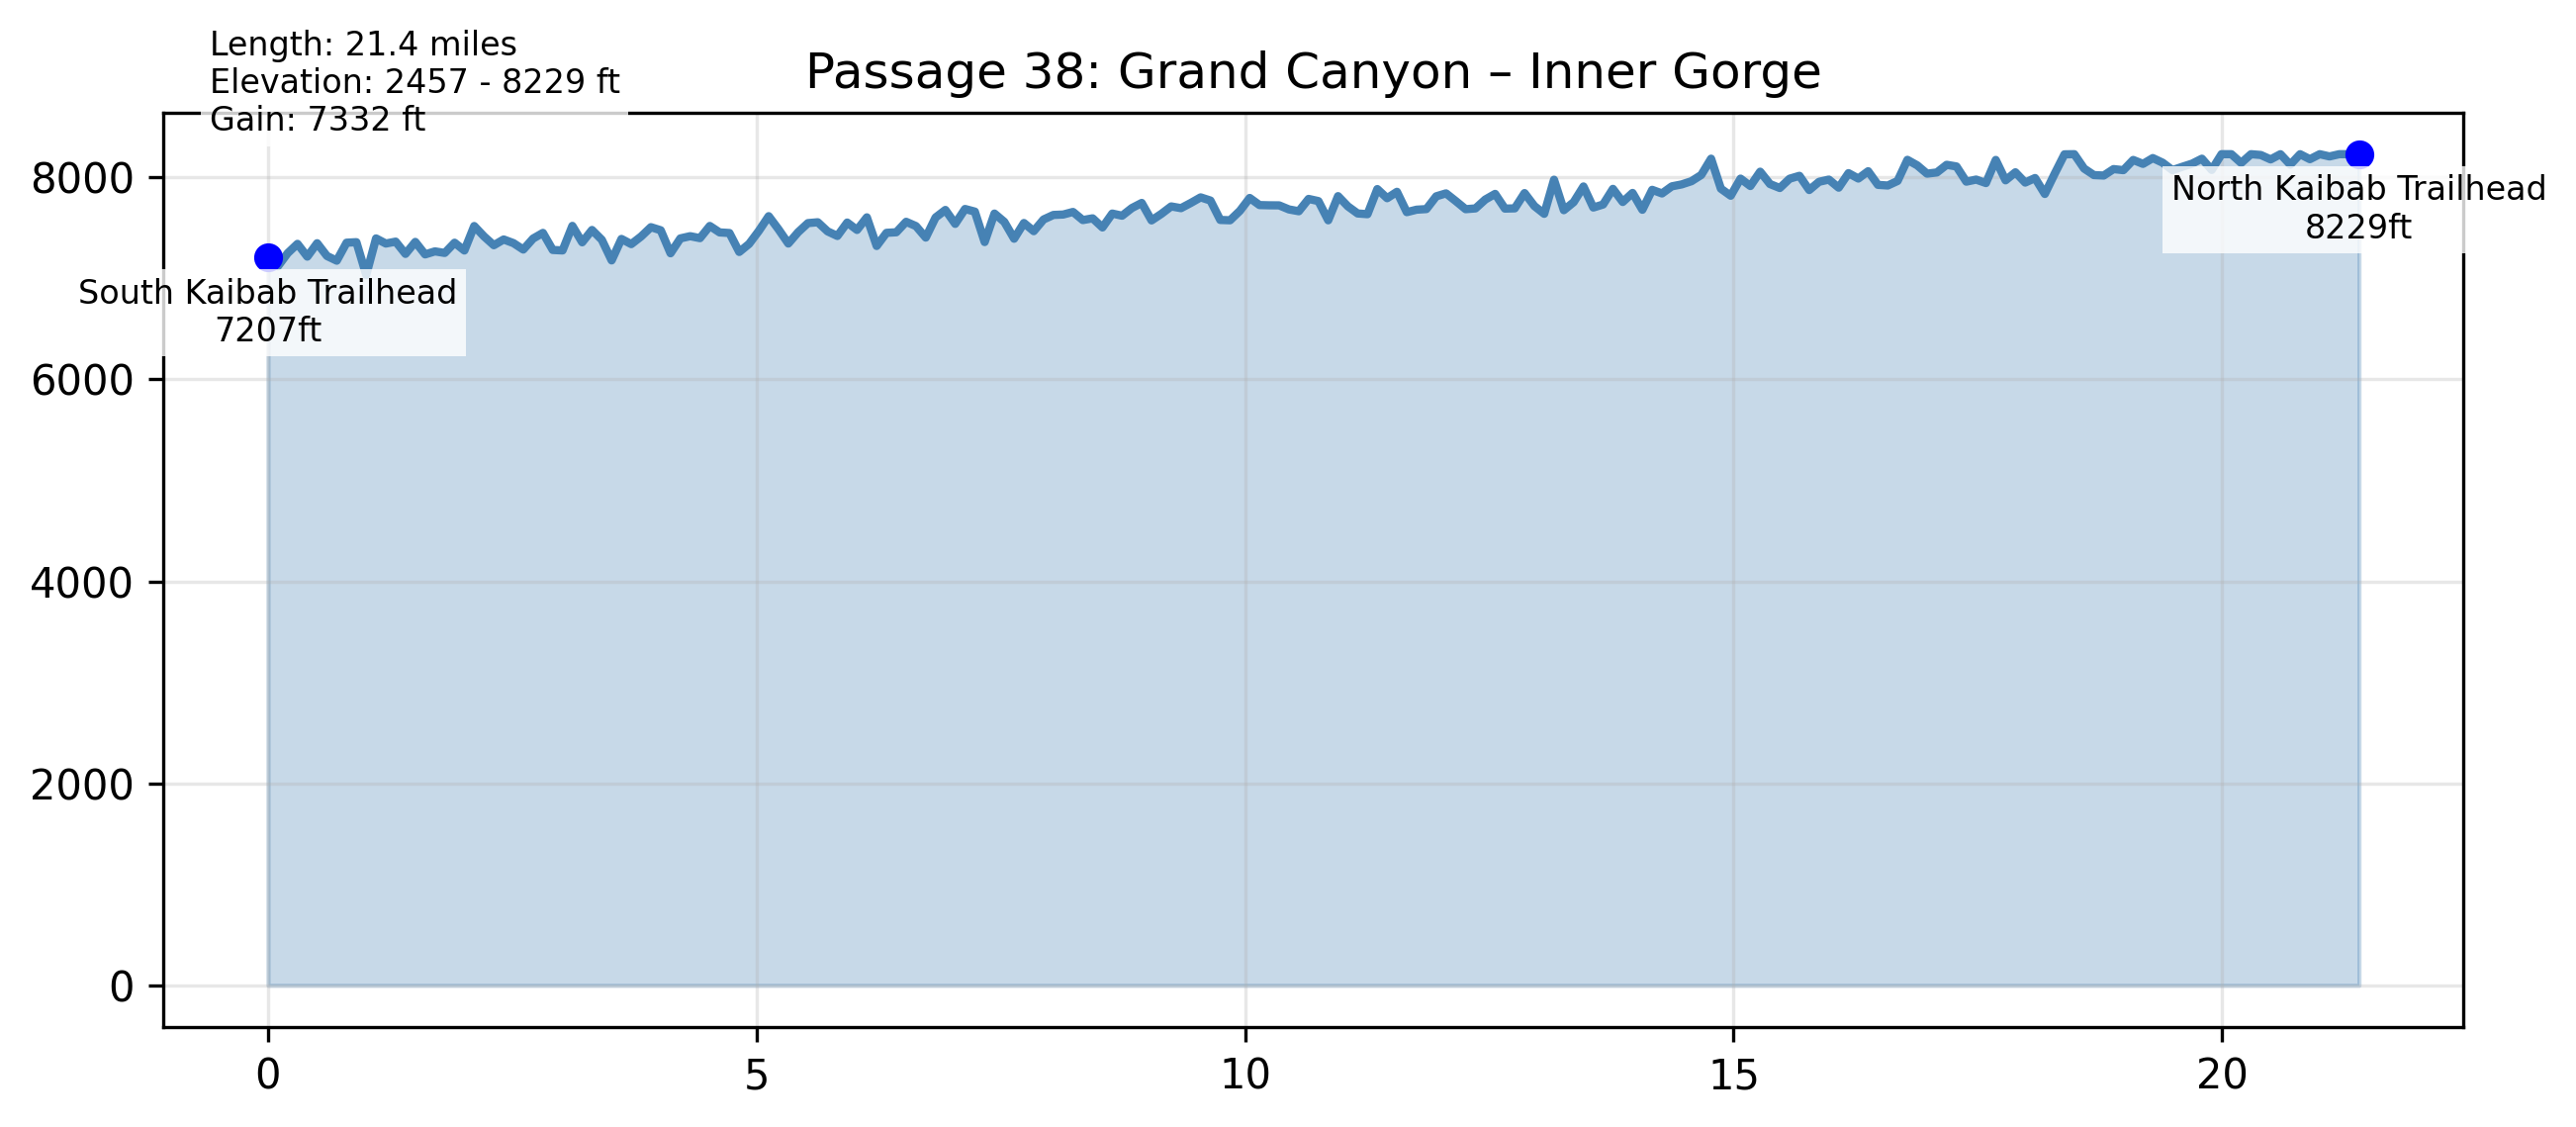 Length: 21.4 miles
Elevation: 2457 - 8229 ft
Gain: 7332 ft
Passage 38: Grand Canyon – Inner Gorge
8000
6000
4000
2000
0
South Kaibab Trailhead
7207ft
North Kaibab Trailhead
8229ft
0 5 10 15 20